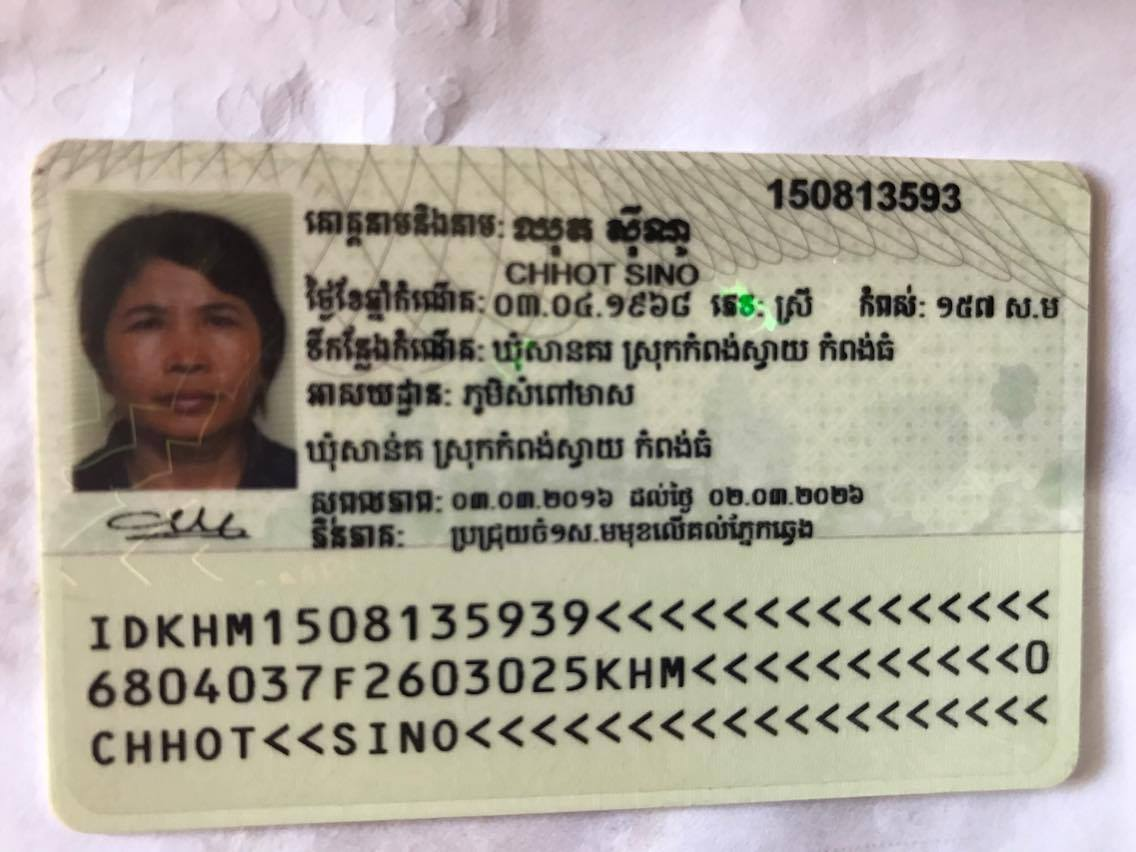 150813593
គោត្តនាមនិងនាម: ឈុត ស៊ីណូ
CHHOT SINO
ថ្ងៃខែឆ្នាំកំណើត: ០៣.០៤.១៩៦៨ ភេទ: ស្រី កំពស់: ១៥៧ ស.ម
ទីកន្លែងកំណើត: ឃុំសានគរ ស្រុកកំពង់ស្វាយ កំពង់ធំ
អាសយដ្ឋាន: ភូមិសំពៅមាស
ឃុំសាន់គ ស្រុកកំពង់ស្វាយ កំពង់ធំ
សុពលភាព: ០៣.០៣.២០១៦ ដល់ថ្ងៃ ០២.០៣.២០២៦
ភិនភាគ: ប្រជ្រុយចំ១ស.មមុខលើគល់ភ្នែកឆ្វេង
IDKHM1508135939<<<<<<<<<<<<<<<
6804037F2603025KHM<<<<<<<<<<<0
CHHOT<<SINO<<<<<<<<<<<<<<<<<<<